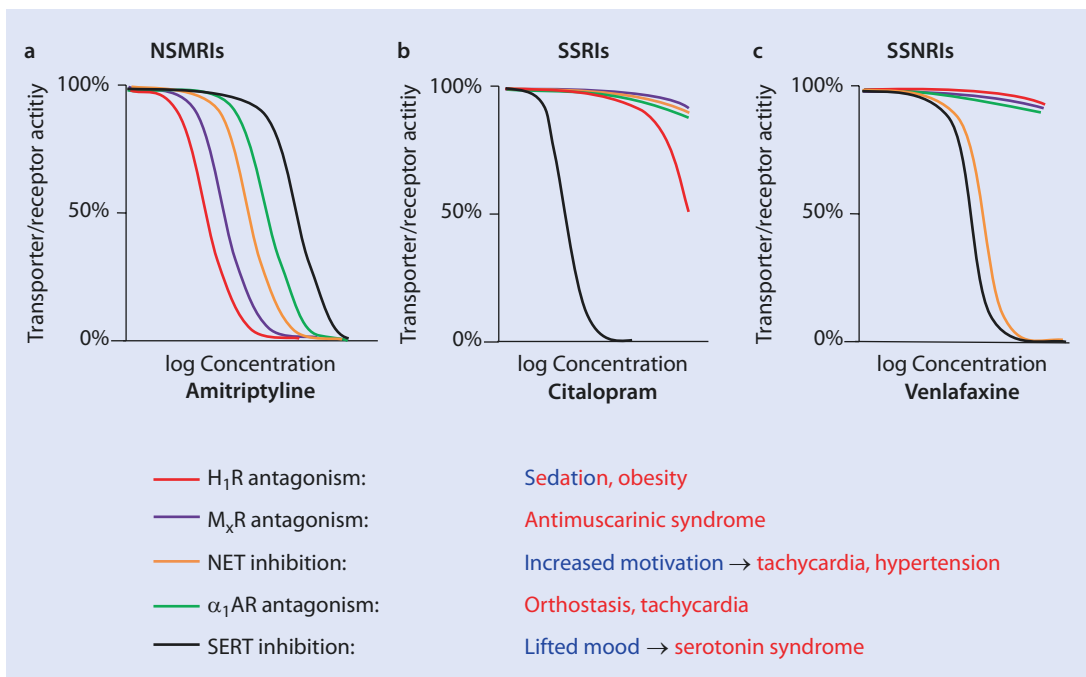 a NSMRIs
100%
50%
0%
Transporter/receptor actitiy
log Concentration
Amitriptyline
b SSRIs
100%
50%
0%
Transporter/receptor actitiy
log Concentration
Citalopram
c SSNRIs
100%
50%
0%
Transporter/receptor actitiy
log Concentration
Venlafaxine
H₁R antagonism: Sedation, obesity
MₓR antagonism: Antimuscarinic syndrome
NET inhibition: Increased motivation → tachycardia, hypertension
α₁AR antagonism: Orthostasis, tachycardia
SERT inhibition: Lifted mood → serotonin syndrome